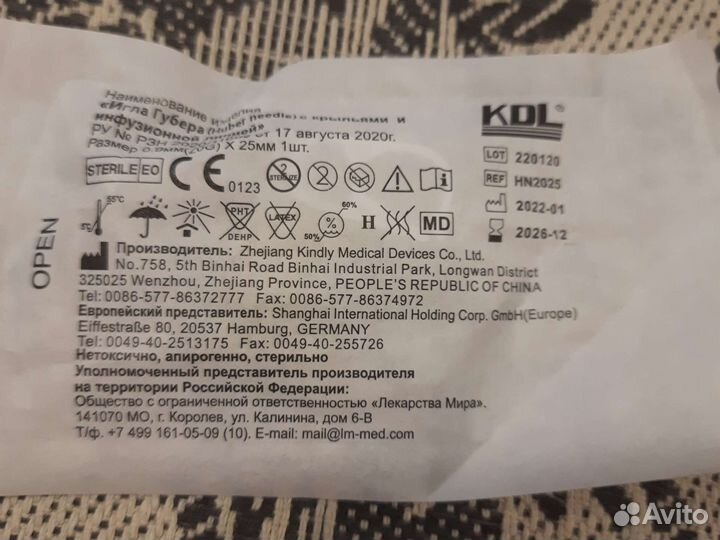 Наименование изделия
«Игла Губера (Huber needle) с крыльями и
инфузионной линией»
РУ № РЗН от 17 августа 2020г.
Размер 0.9мм(20G) X 25мм 1шт.
KDL®
LOT 220120
REF HN2025
2022-01
2026-12
STERILE EO
CE 0123
2
STERILIZE
2
i
55°C
5°C
PHT
DEHP
LATEX
60%
50%
H
MD
OPEN
Производитель: Zhejiang Kindly Medical Devices Co., Ltd.
No.758, 5th Binhai Road Binhai Industrial Park, Longwan District
325025 Wenzhou, Zhejiang Province, PEOPLE'S REPUBLIC OF CHINA
Tel: 0086-577-86372777 Fax: 0086-577-86374972
Европейский представитель: Shanghai International Holding Corp. GmbH(Europe)
Eiffestraße 80, 20537 Hamburg, GERMANY
Tel: 0049-40-2513175 Fax: 0049-40-255726
Нетоксично, апирогенно, стерильно
Уполномоченный представитель производителя
на территории Российской Федерации:
Общество с ограниченной ответственностью «Лекарства Мира».
141070 МО, г. Королев, ул. Калинина, дом 6-В
Т/ф. +7 499 161-05-09 (10). E-mail: mail@lm-med.com
Avito